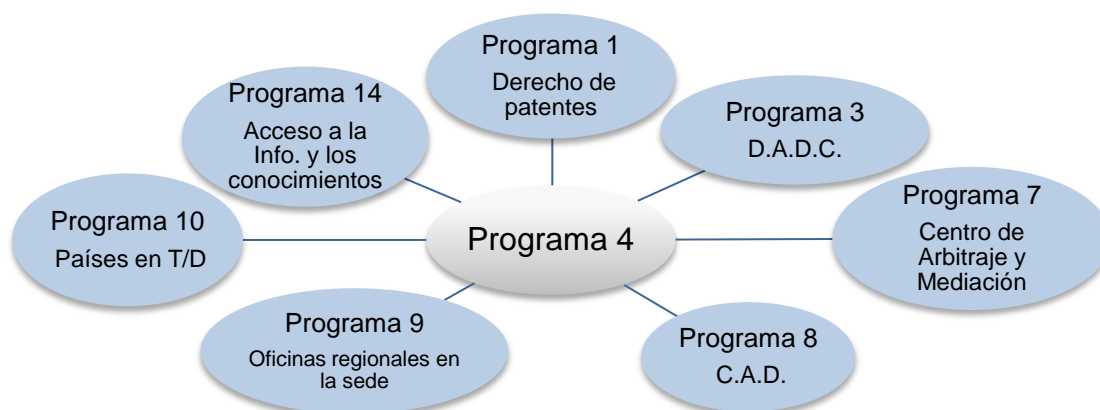 Programa 1
Derecho de
patentes
Programa 14
Acceso a la
Info. y los
conocimientos
Programa 3
D.A.D.C.
Programa 10
Países en T/D
Programa 4
Programa 7
Centro de
Arbitraje y
Mediación
Programa 9
Oficinas regionales en
la sede
Programa 8
C.A.D.